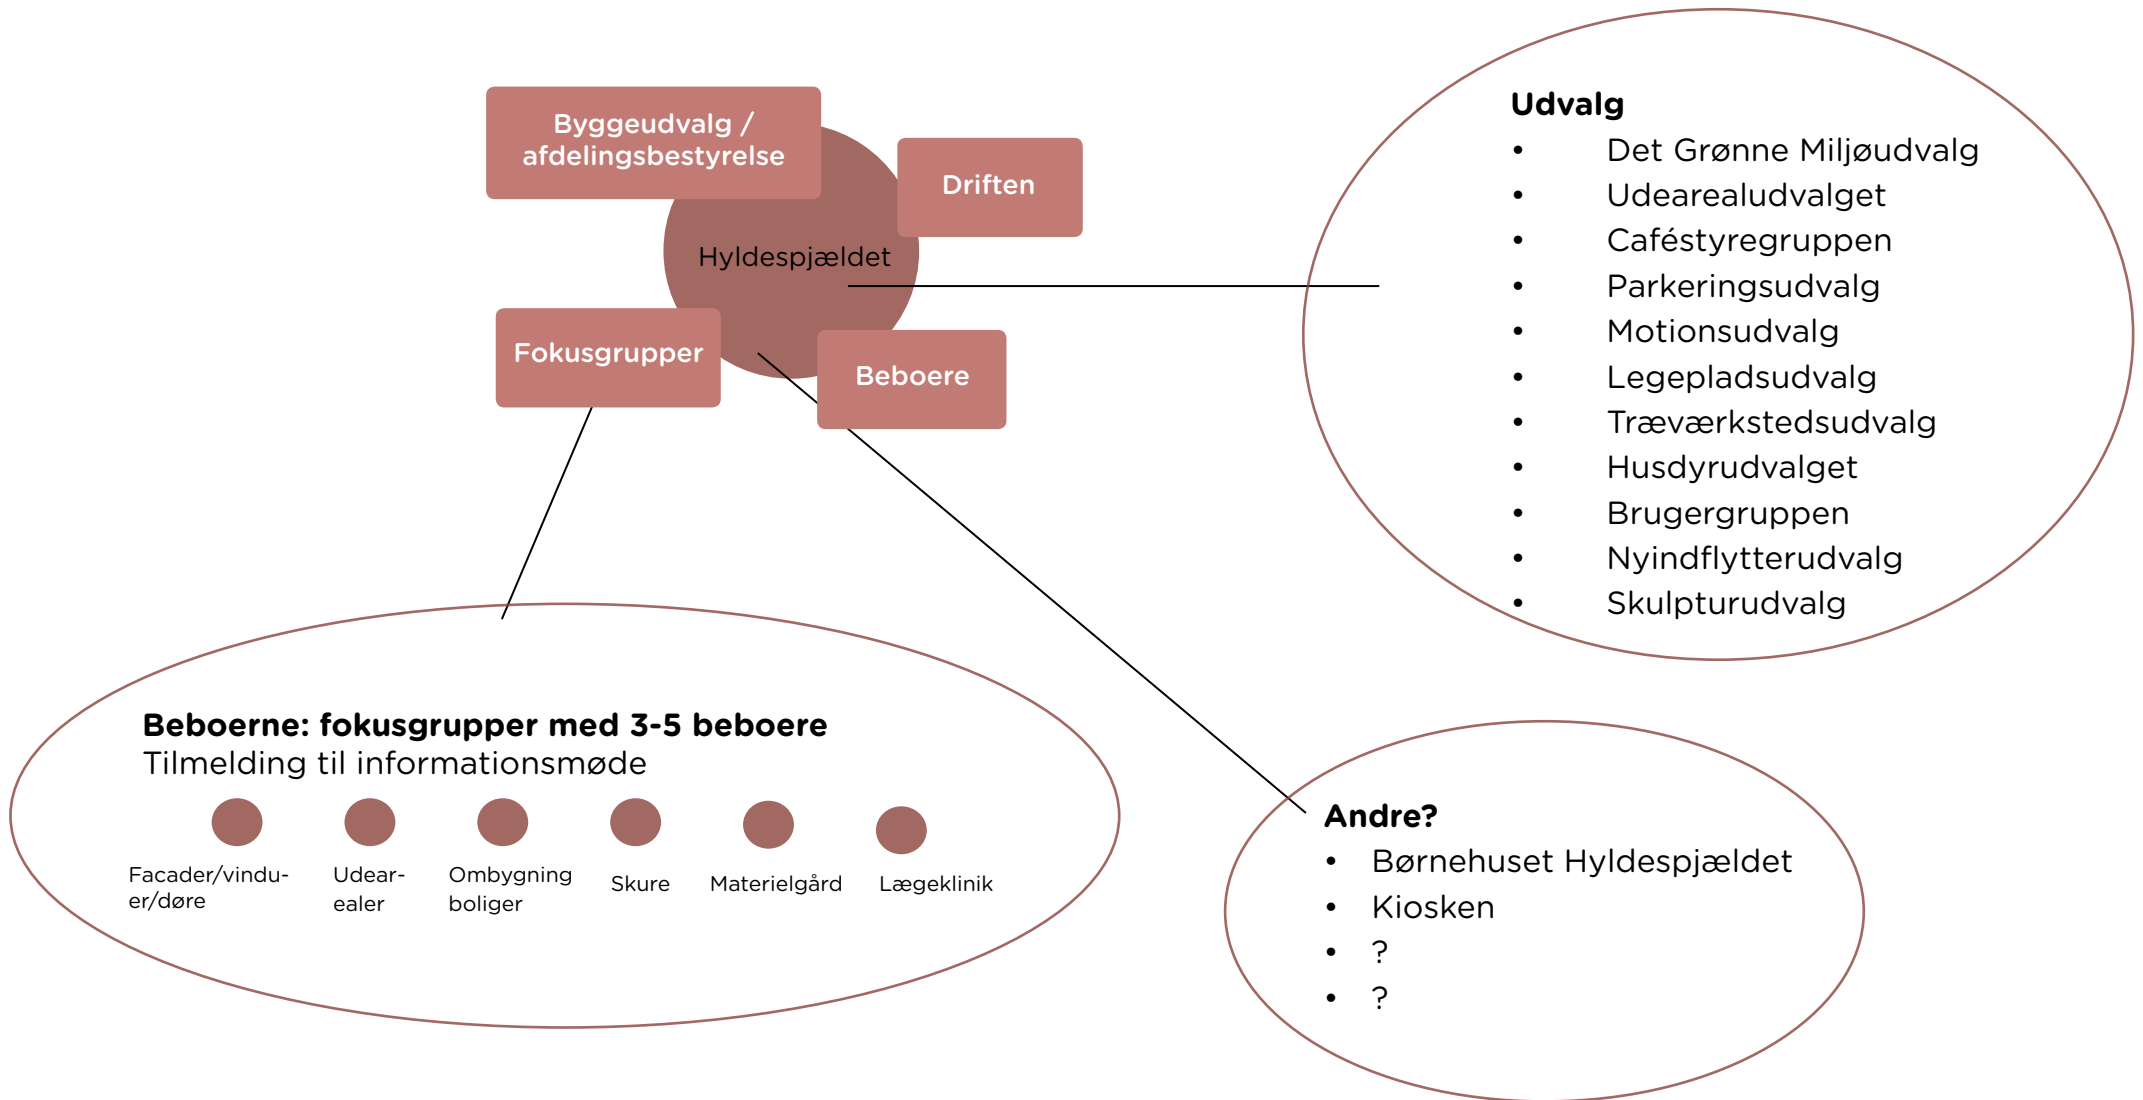 Byggeudvalg /
afdelingsbestyrelse
Driften
Hyldespjældet
Fokusgrupper
Beboere
Udvalg
• Det Grønne Miljøudvalg
• Udearealudvalget
• Caféstyregruppen
• Parkeringsudvalg
• Motionsudvalg
• Legepladsudvalg
• Træværkstedsudvalg
• Husdyrudvalget
• Brugergruppen
• Nyindflytterudvalg
• Skulpturudvalg
Beboerne: fokusgrupper med 3-5 beboere
Tilmelding til informationsmøde
Facader/vindu-
er/døre
Udear-
ealer
Ombygning
boliger
Skure
Materielgård
Lægeklinik
Andre?
• Børnehuset Hyldespjældet
• Kiosken
• ?
• ?